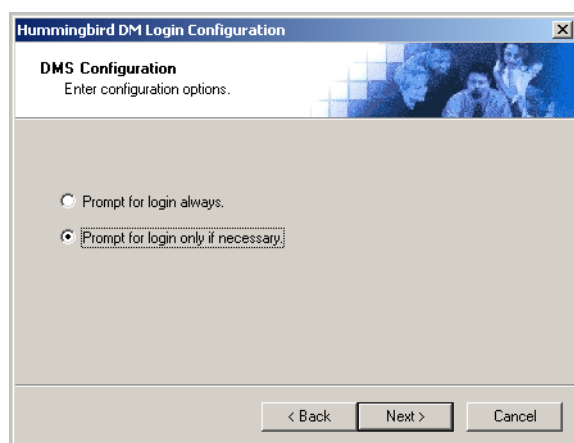 Hummingbird DM Login Configuration
DMS Configuration
Enter configuration options.
Prompt for login always.
Prompt for login only if necessary.
< Back Next > Cancel